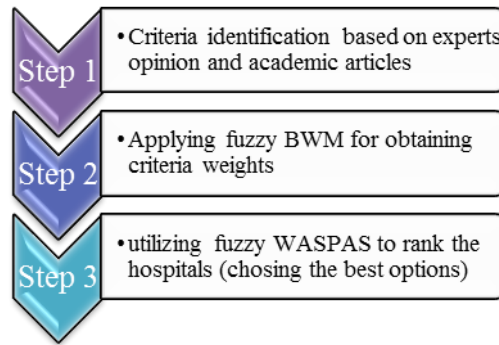 Step 1
•Criteria identification based on experts
opinion and academic articles
Step 2
•Applying fuzzy BWM for obtaining
criteria weights
Step 3
•utilizing fuzzy WASPAS to rank the
hospitals (chosing the best options)